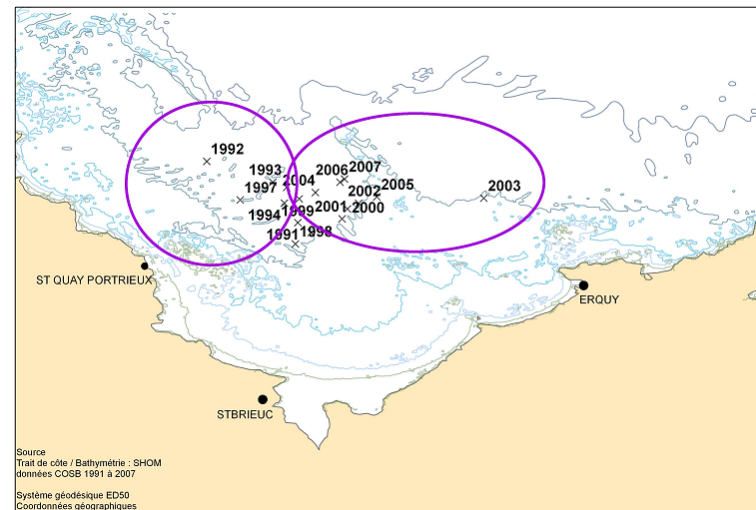 1992
1993
2006
2007
1997
2004
2002
2005
2003
1994
1999
2001
2000
1991
1998
ST QUAY PORTRIEUX
ERQUY
STBRIEUC
Source
Trait de côte / Bathymétrie : SHOM
données COSB 1991 à 2007
Système géodésique ED50
Coordonnées géographiques